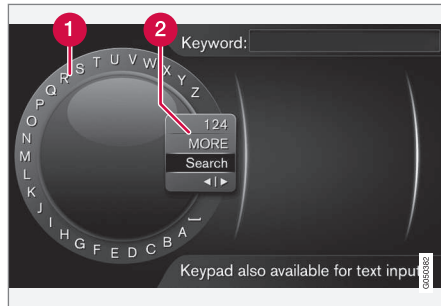 1
2
Keyword:
A B C D E F G H I J K L M N O P Q R S T U V W X Y Z
124
MORE
Search
◄|►
Keypad also available for text input
G050382